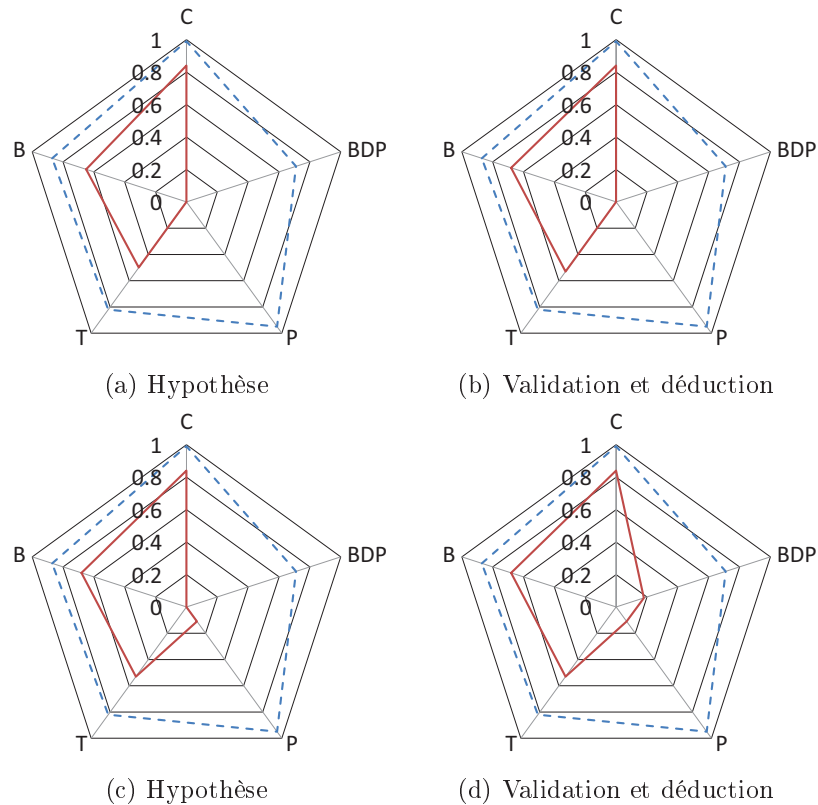 C
1
0.8
0.6
0.4
0.2
0
B
BDP
T
P
(a) Hypothèse
C
1
0.8
0.6
0.4
0.2
0
B
BDP
T
P
(b) Validation et déduction
C
1
0.8
0.6
0.4
0.2
0
B
BDP
T
P
(c) Hypothèse
C
1
0.8
0.6
0.4
0.2
0
B
BDP
T
P
(d) Validation et déduction